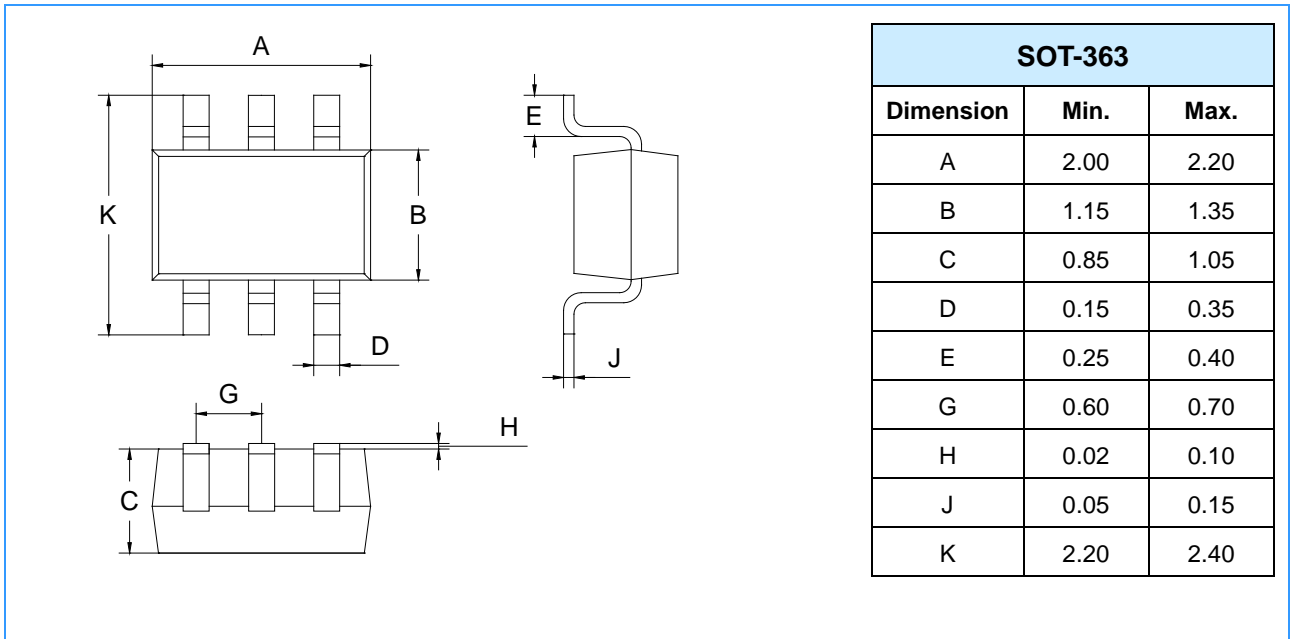 A
K
B
D
E
J
G
H
C
SOT-363
Dimension Min. Max.
A 2.00 2.20
B 1.15 1.35
C 0.85 1.05
D 0.15 0.35
E 0.25 0.40
G 0.60 0.70
H 0.02 0.10
J 0.05 0.15
K 2.20 2.40